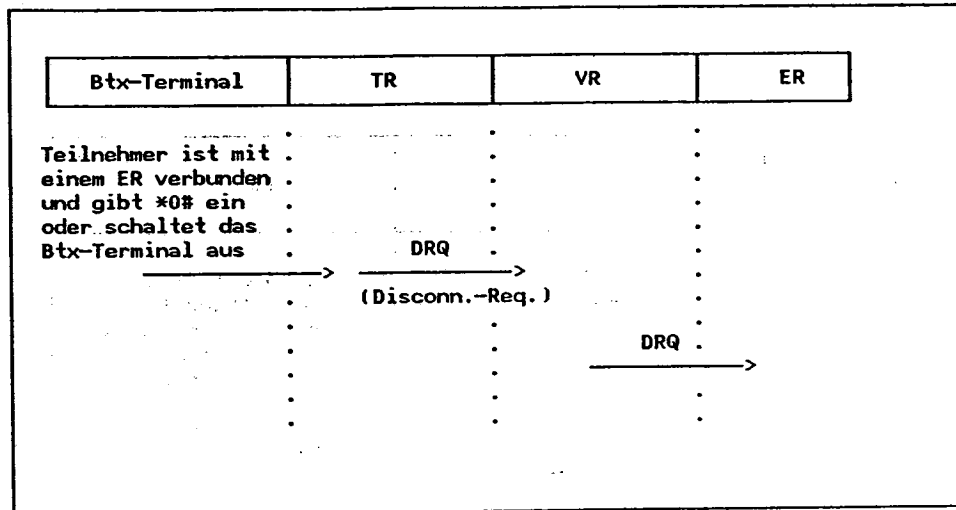 Btx-Terminal TR VR ER
Teilnehmer ist mit
einem ER verbunden
und gibt *0# ein
oder schaltet das
Btx-Terminal aus
DRQ
(Disconn.-Req.)
DRQ